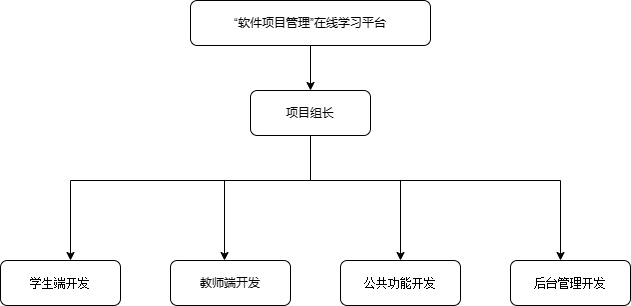 “软件项目管理”在线学习平台
项目组长
学生端开发
教师端开发
公共功能开发
后台管理开发